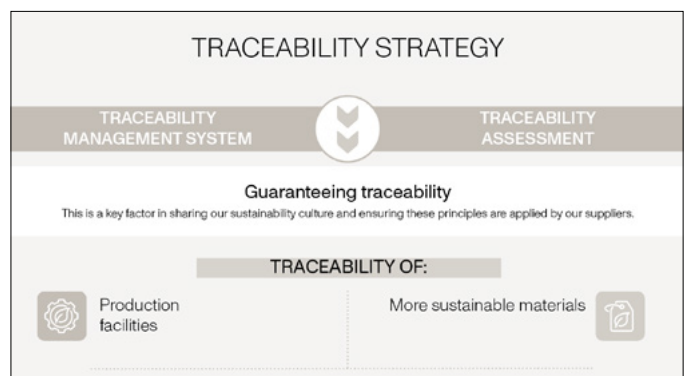 TRACEABILITY STRATEGY
TRACEABILITY
MANAGEMENT SYSTEM
TRACEABILITY
ASSESSMENT
Guaranteeing traceability
This is a key factor in sharing our sustainability culture and ensuring these principles are applied by our suppliers.
TRACEABILITY OF:
Production
facilities
More sustainable materials